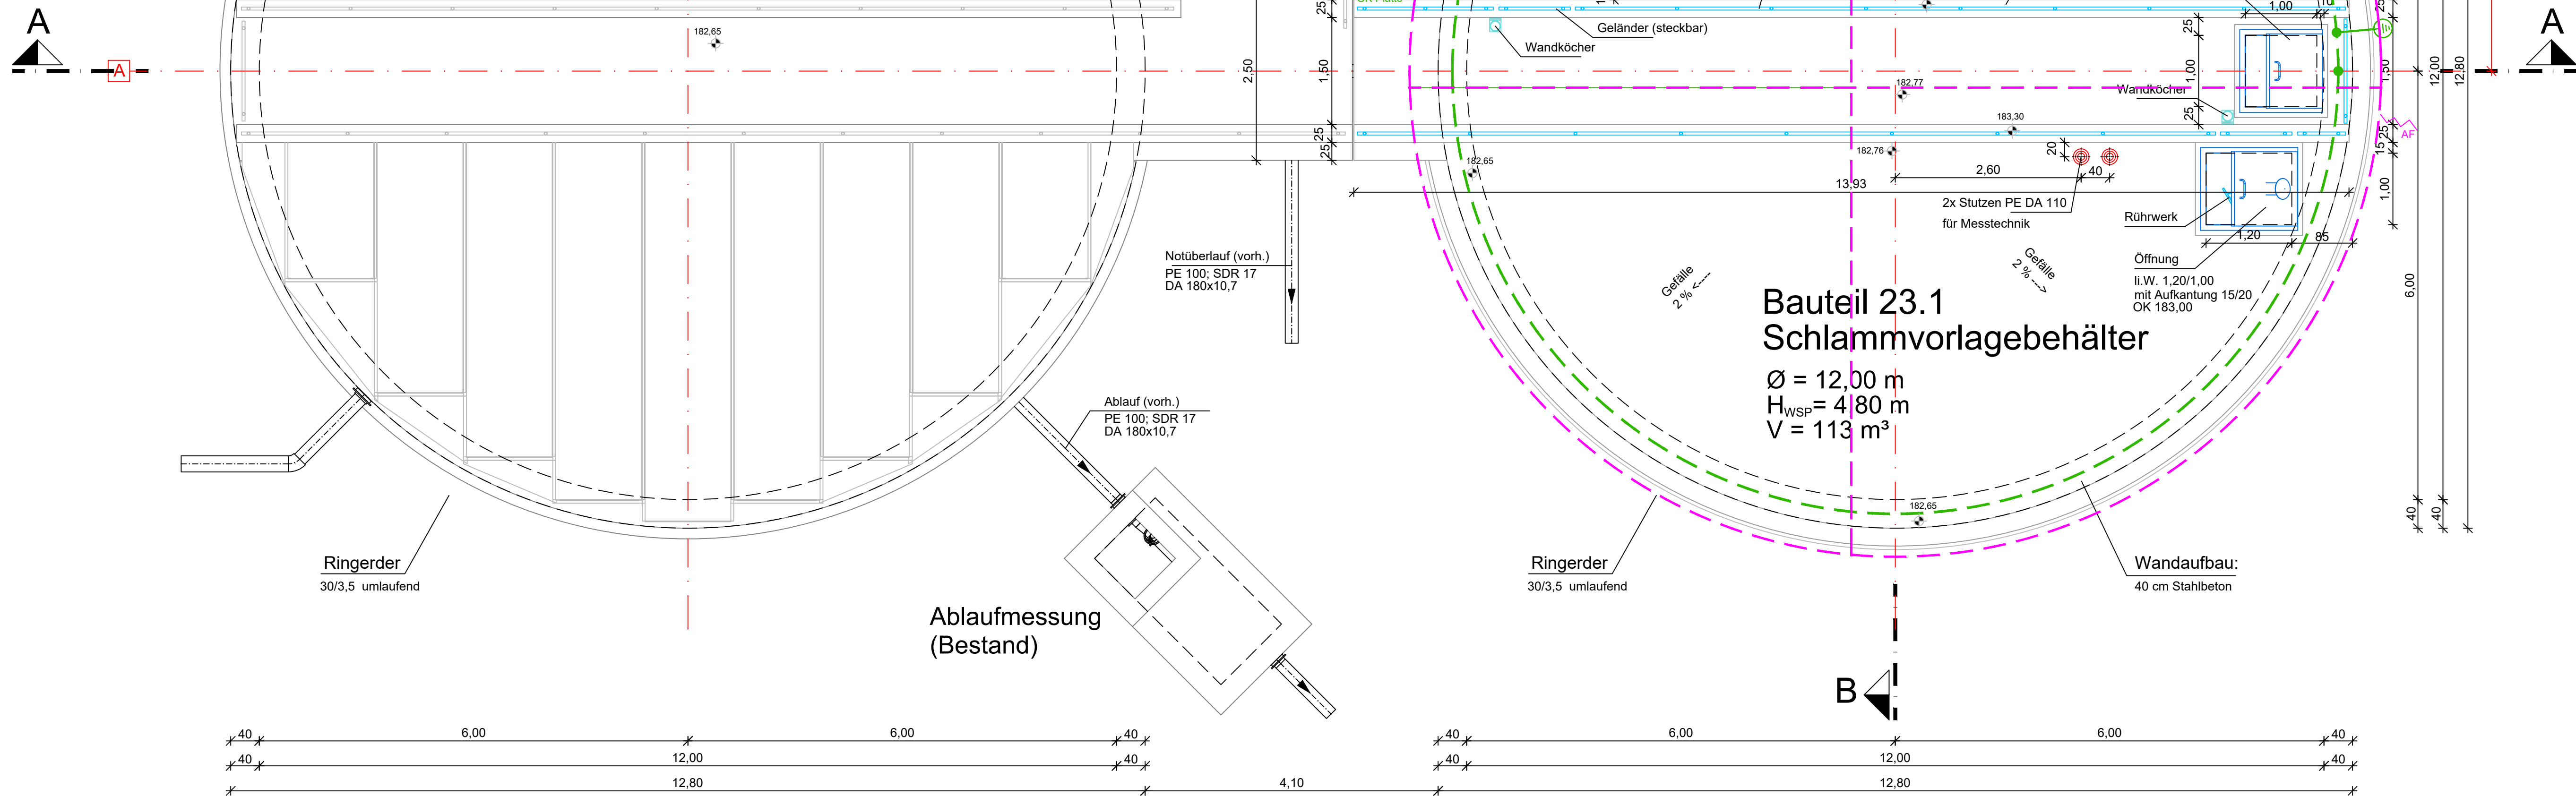 A
A
A
182,65
2,50
25
1,50
25
25
Geländer (steckbar)
Wandköcher
182,77
183,30
182,76
182,65
13,93
2,60
40
20
2x Stutzen PE DA 110
für Messtechnik
1,00
10
25
1,00
25
Wandköcher
1,50
25
AF
15
1,00
12,00
12,80
6,00
40
40
Rührwerk
1,20
85
Öffnung
li.W. 1,20/1,00
mit Aufkantung 15/20
OK 183,00
Gefälle
2 % <----
Gefälle
2 % --->
Notüberlauf (vorh.)
PE 100; SDR 17
DA 180x10,7
Bauteil 23.1
Schlammvorlagebehälter
Ø = 12,00 m
HWSP= 4,80 m
V = 113 m³
Ablauf (vorh.)
PE 100; SDR 17
DA 180x10,7
182,65
Ringerder
30/3,5 umlaufend
Ringerder
30/3,5 umlaufend
Wandaufbau:
40 cm Stahlbeton
Ablaufmessung
(Bestand)
B
40 6,00 6,00 40
40 6,00 6,00 40
40 12,00 40
40 12,00 40
12,80 4,10 12,80